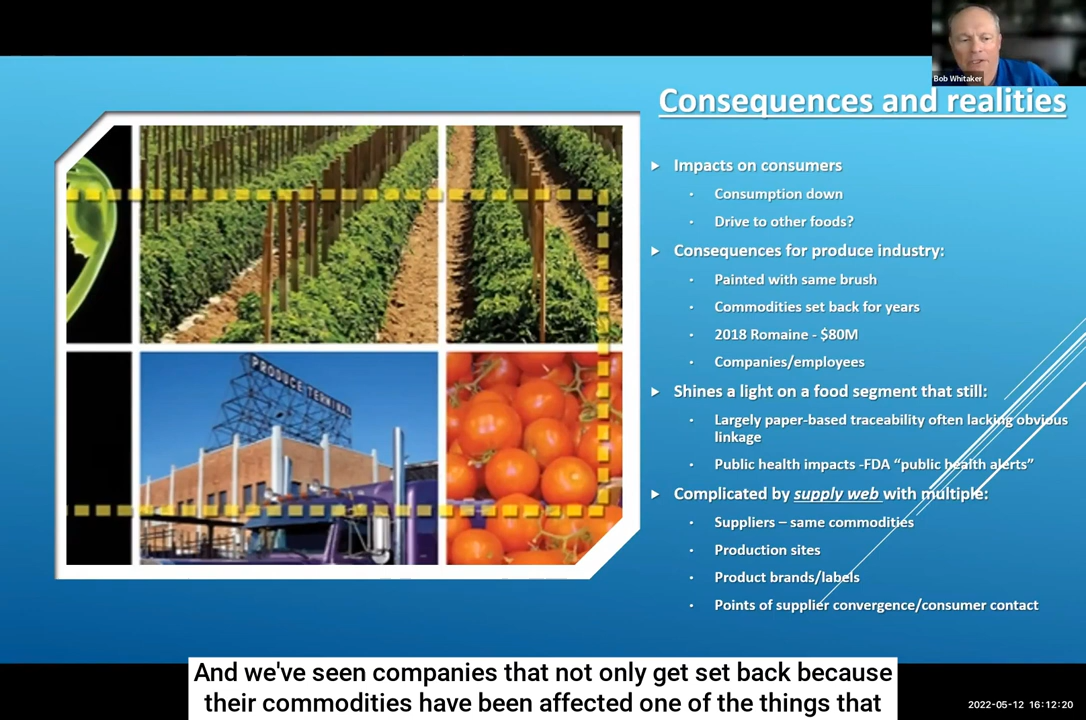 Bob Whitaker
Consequences and realities
Impacts on consumers
Consumption down
Drive to other foods?
Consequences for produce industry:
Painted with same brush
Commodities set back for years
2018 Romaine - $80M
Companies/employees
Shines a light on a food segment that still:
Largely paper-based traceability often lacking obvious
linkage
Public health impacts -FDA “public health alerts”
Complicated by supply web with multiple:
Suppliers – same commodities
Production sites
Product brands/labels
Points of supplier convergence/consumer contact
PRODUCE TERMINAL
And we've seen companies that not only get set back because
their commodities have been affected one of the things that
2022-05-12 16:12:20